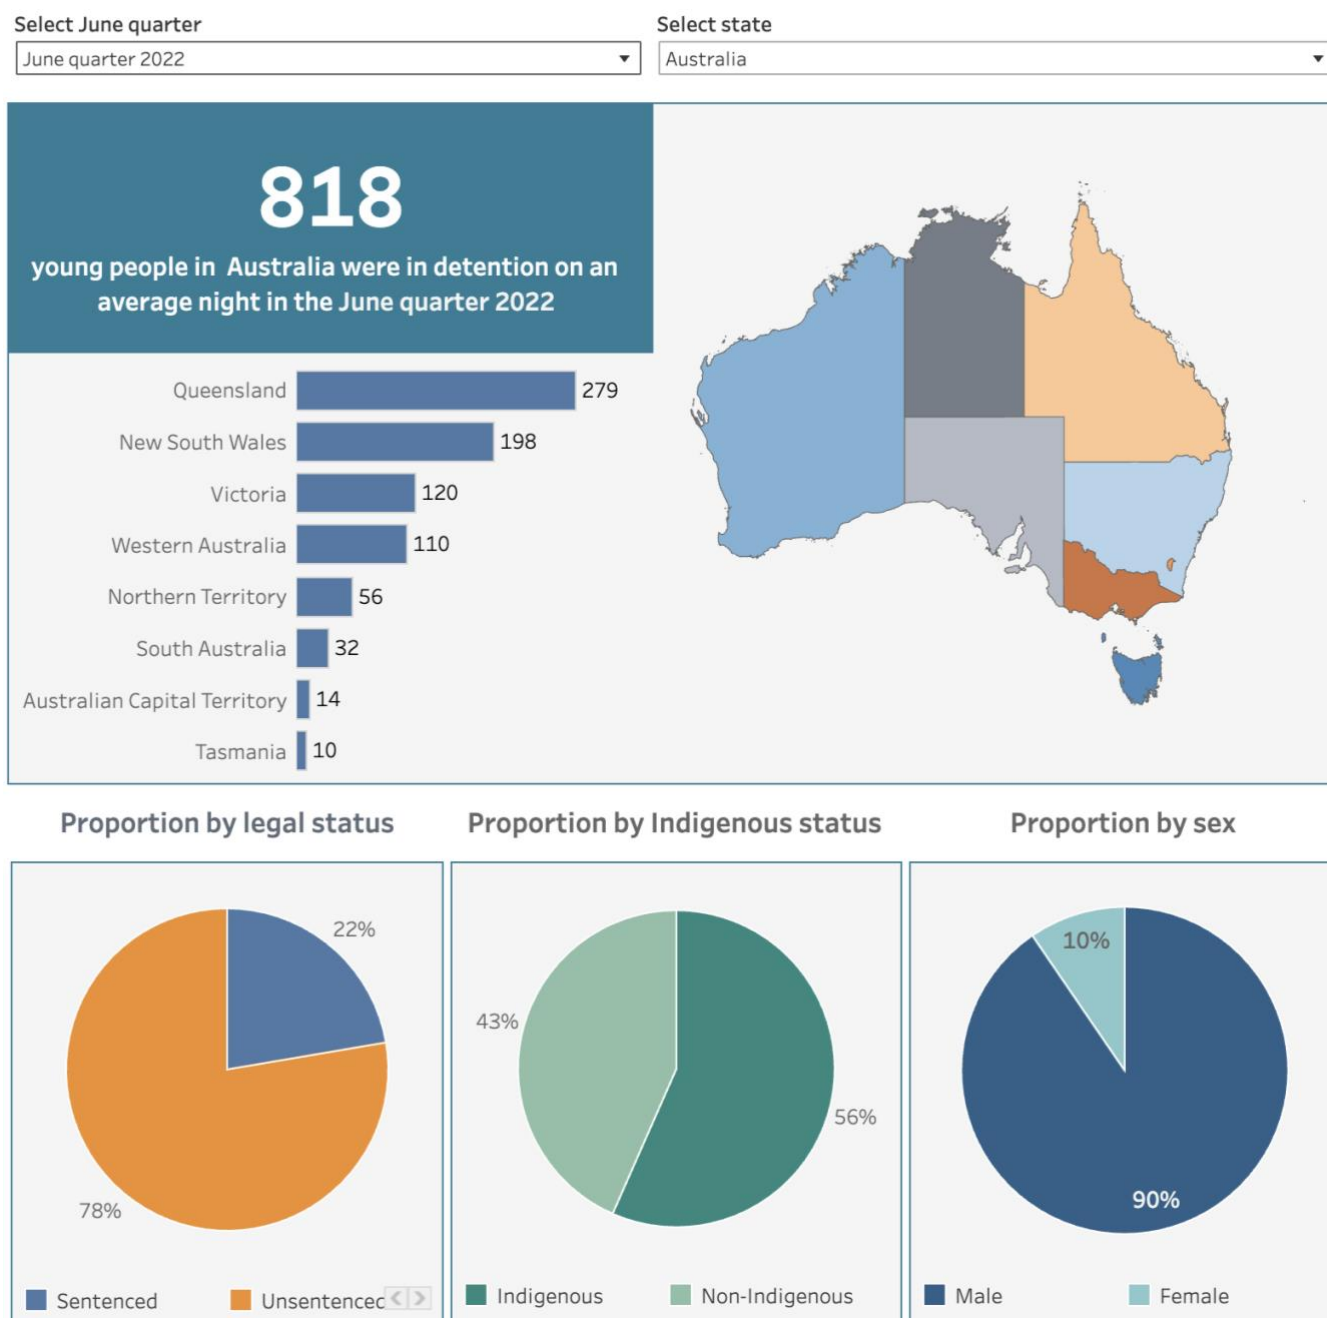 Select June quarter
Select state
June quarter 2022
Australia
818
young people in Australia were in detention on an
average night in the June quarter 2022
Queensland 279
New South Wales 198
Victoria 120
Western Australia 110
Northern Territory 56
South Australia 32
Australian Capital Territory 14
Tasmania 10
Proportion by legal status
Proportion by Indigenous status
Proportion by sex
22%
78%
Sentenced
Unsentenced
43%
56%
Indigenous
Non-Indigenous
10%
90%
Male
Female